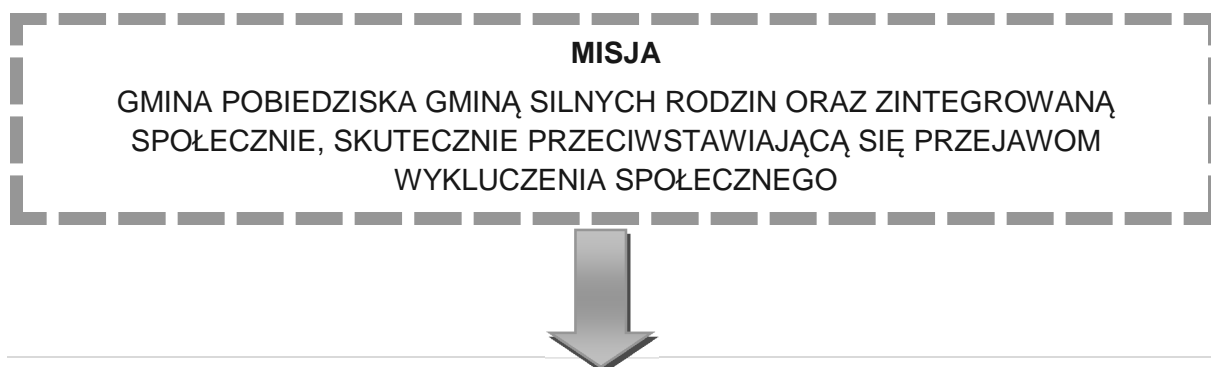 MISJA
GMINA POBIEDZISKA GMINĄ SILNYCH RODZIN ORAZ ZINTEGROWANĄ
SPOŁECZNIE, SKUTECZNIE PRZECIWSTAWIAJĄCĄ SIĘ PRZEJAWOM
WYKLUCZENIA SPOŁECZNEGO